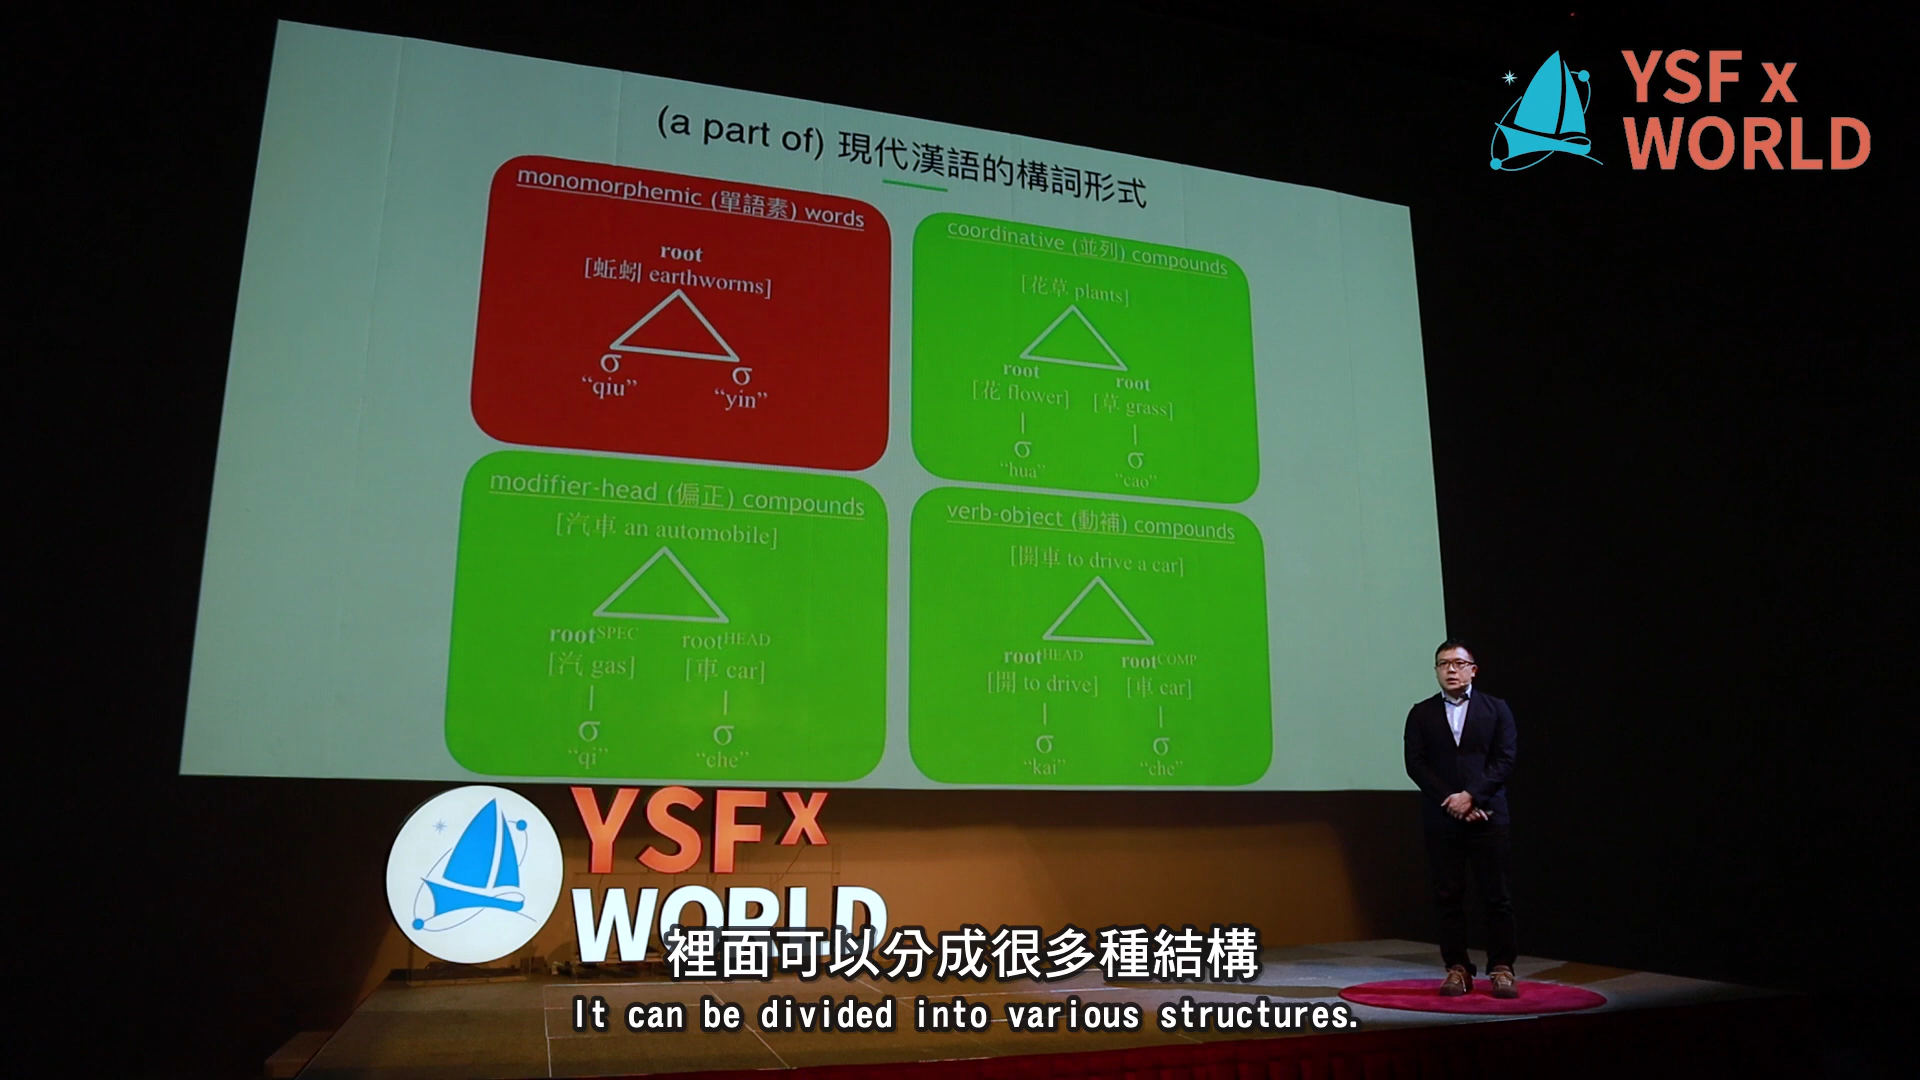 YSF x
WORLD
(a part of) 現代漢語的構詞形式
monomorphemic (單語素) words
root
[蚯蚓 earthworms]
σ σ
“qiu” “yin”
coordinative (並列) compounds
[花草 plants]
root root
[花 flower] [草 grass]
σ σ
“hua” “cao”
modifier-head (偏正) compounds
[汽車 an automobile]
rootSPEC rootHEAD
[汽 gas] [車 car]
σ σ
“qi” “che”
verb-object (動補) compounds
[開車 to drive a car]
rootHEAD rootCOMP
[開 to drive] [車 car]
σ σ
“kai” “che”
YSF x
WORLD
裡面可以分成很多種結構
It can be divided into various structures.